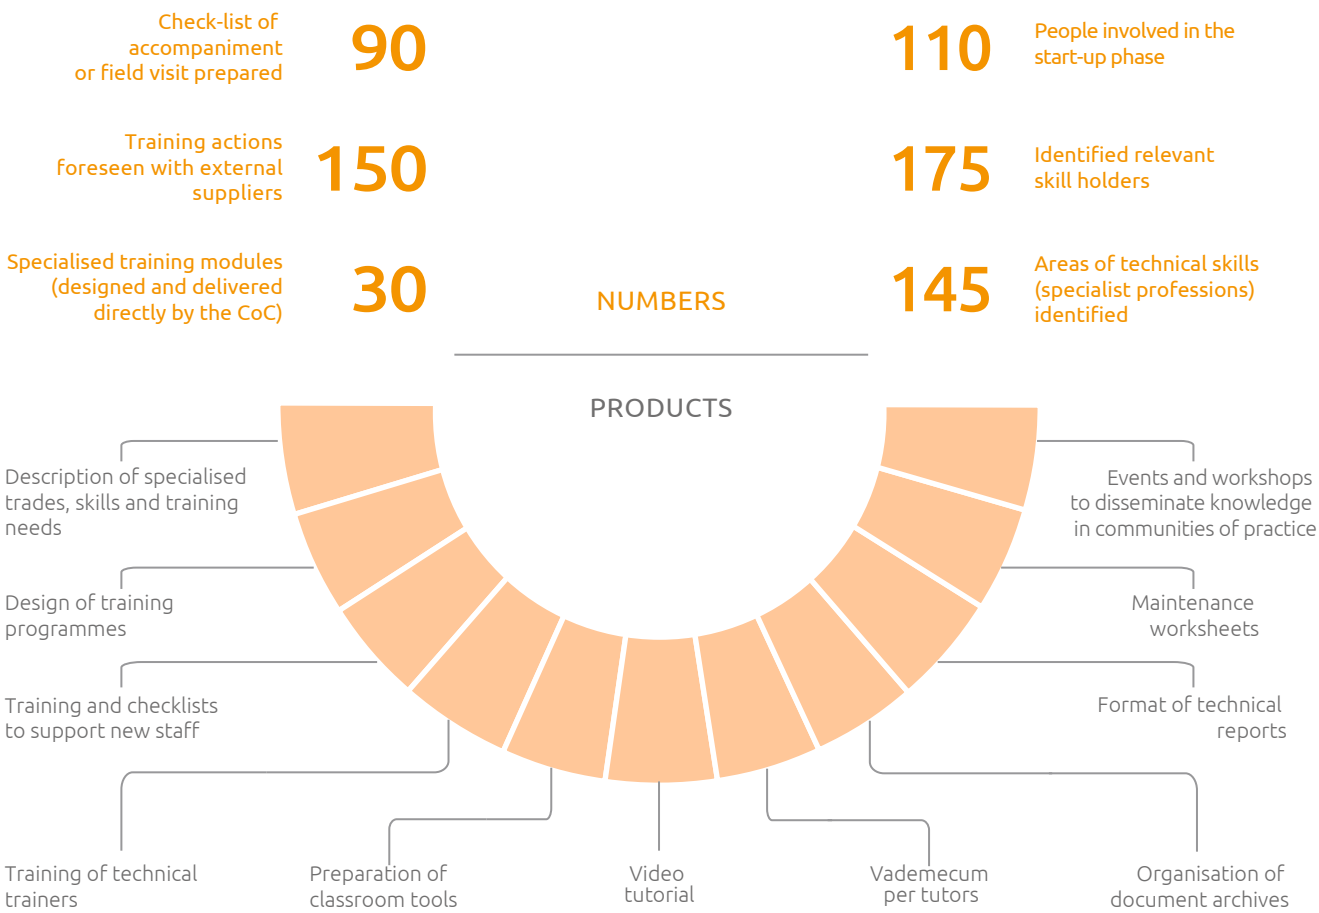 Check-list of
accompaniment
or field visit prepared
90
110
People involved in the
start-up phase
Training actions
foreseen with external
suppliers
150
175
Identified relevant
skill holders
Specialised training modules
(designed and delivered
directly by the CoC)
30
NUMBERS
145
Areas of technical skills
(specialist professions)
identified
PRODUCTS
Description of specialised
trades, skills and training
needs
Events and workshops
to disseminate knowledge
in communities of practice
Design of training
programmes
Maintenance
worksheets
Training and checklists
to support new staff
Format of technical
reports
Training of technical
trainers
Preparation of
classroom tools
Video
tutorial
Vademecum
per tutors
Organisation of
document archives